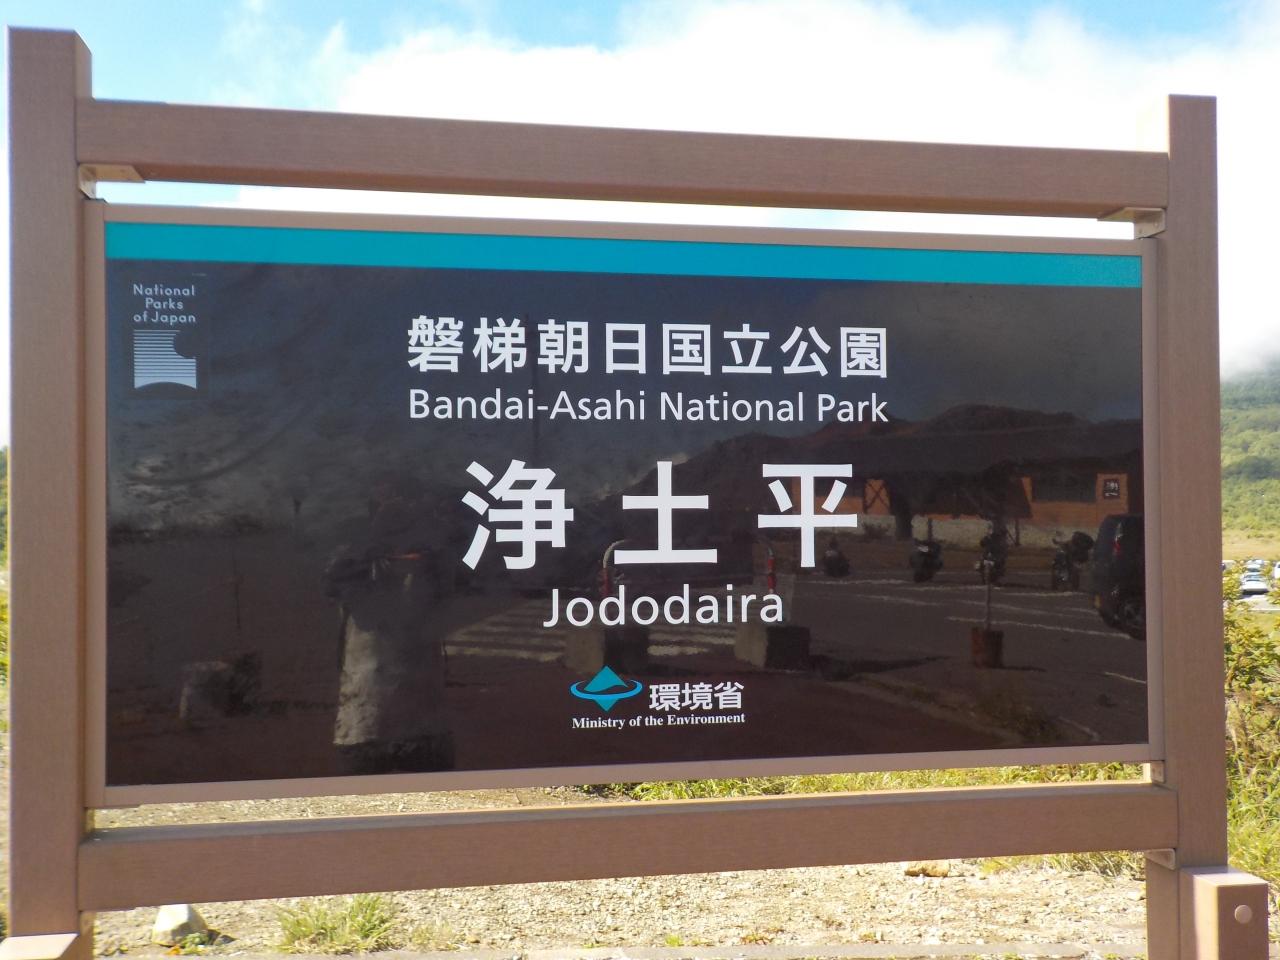 National
Parks
of Japan
磐梯朝日国立公園
Bandai-Asahi National Park
浄土平
Jododaira
環境省
Ministry of the Environment